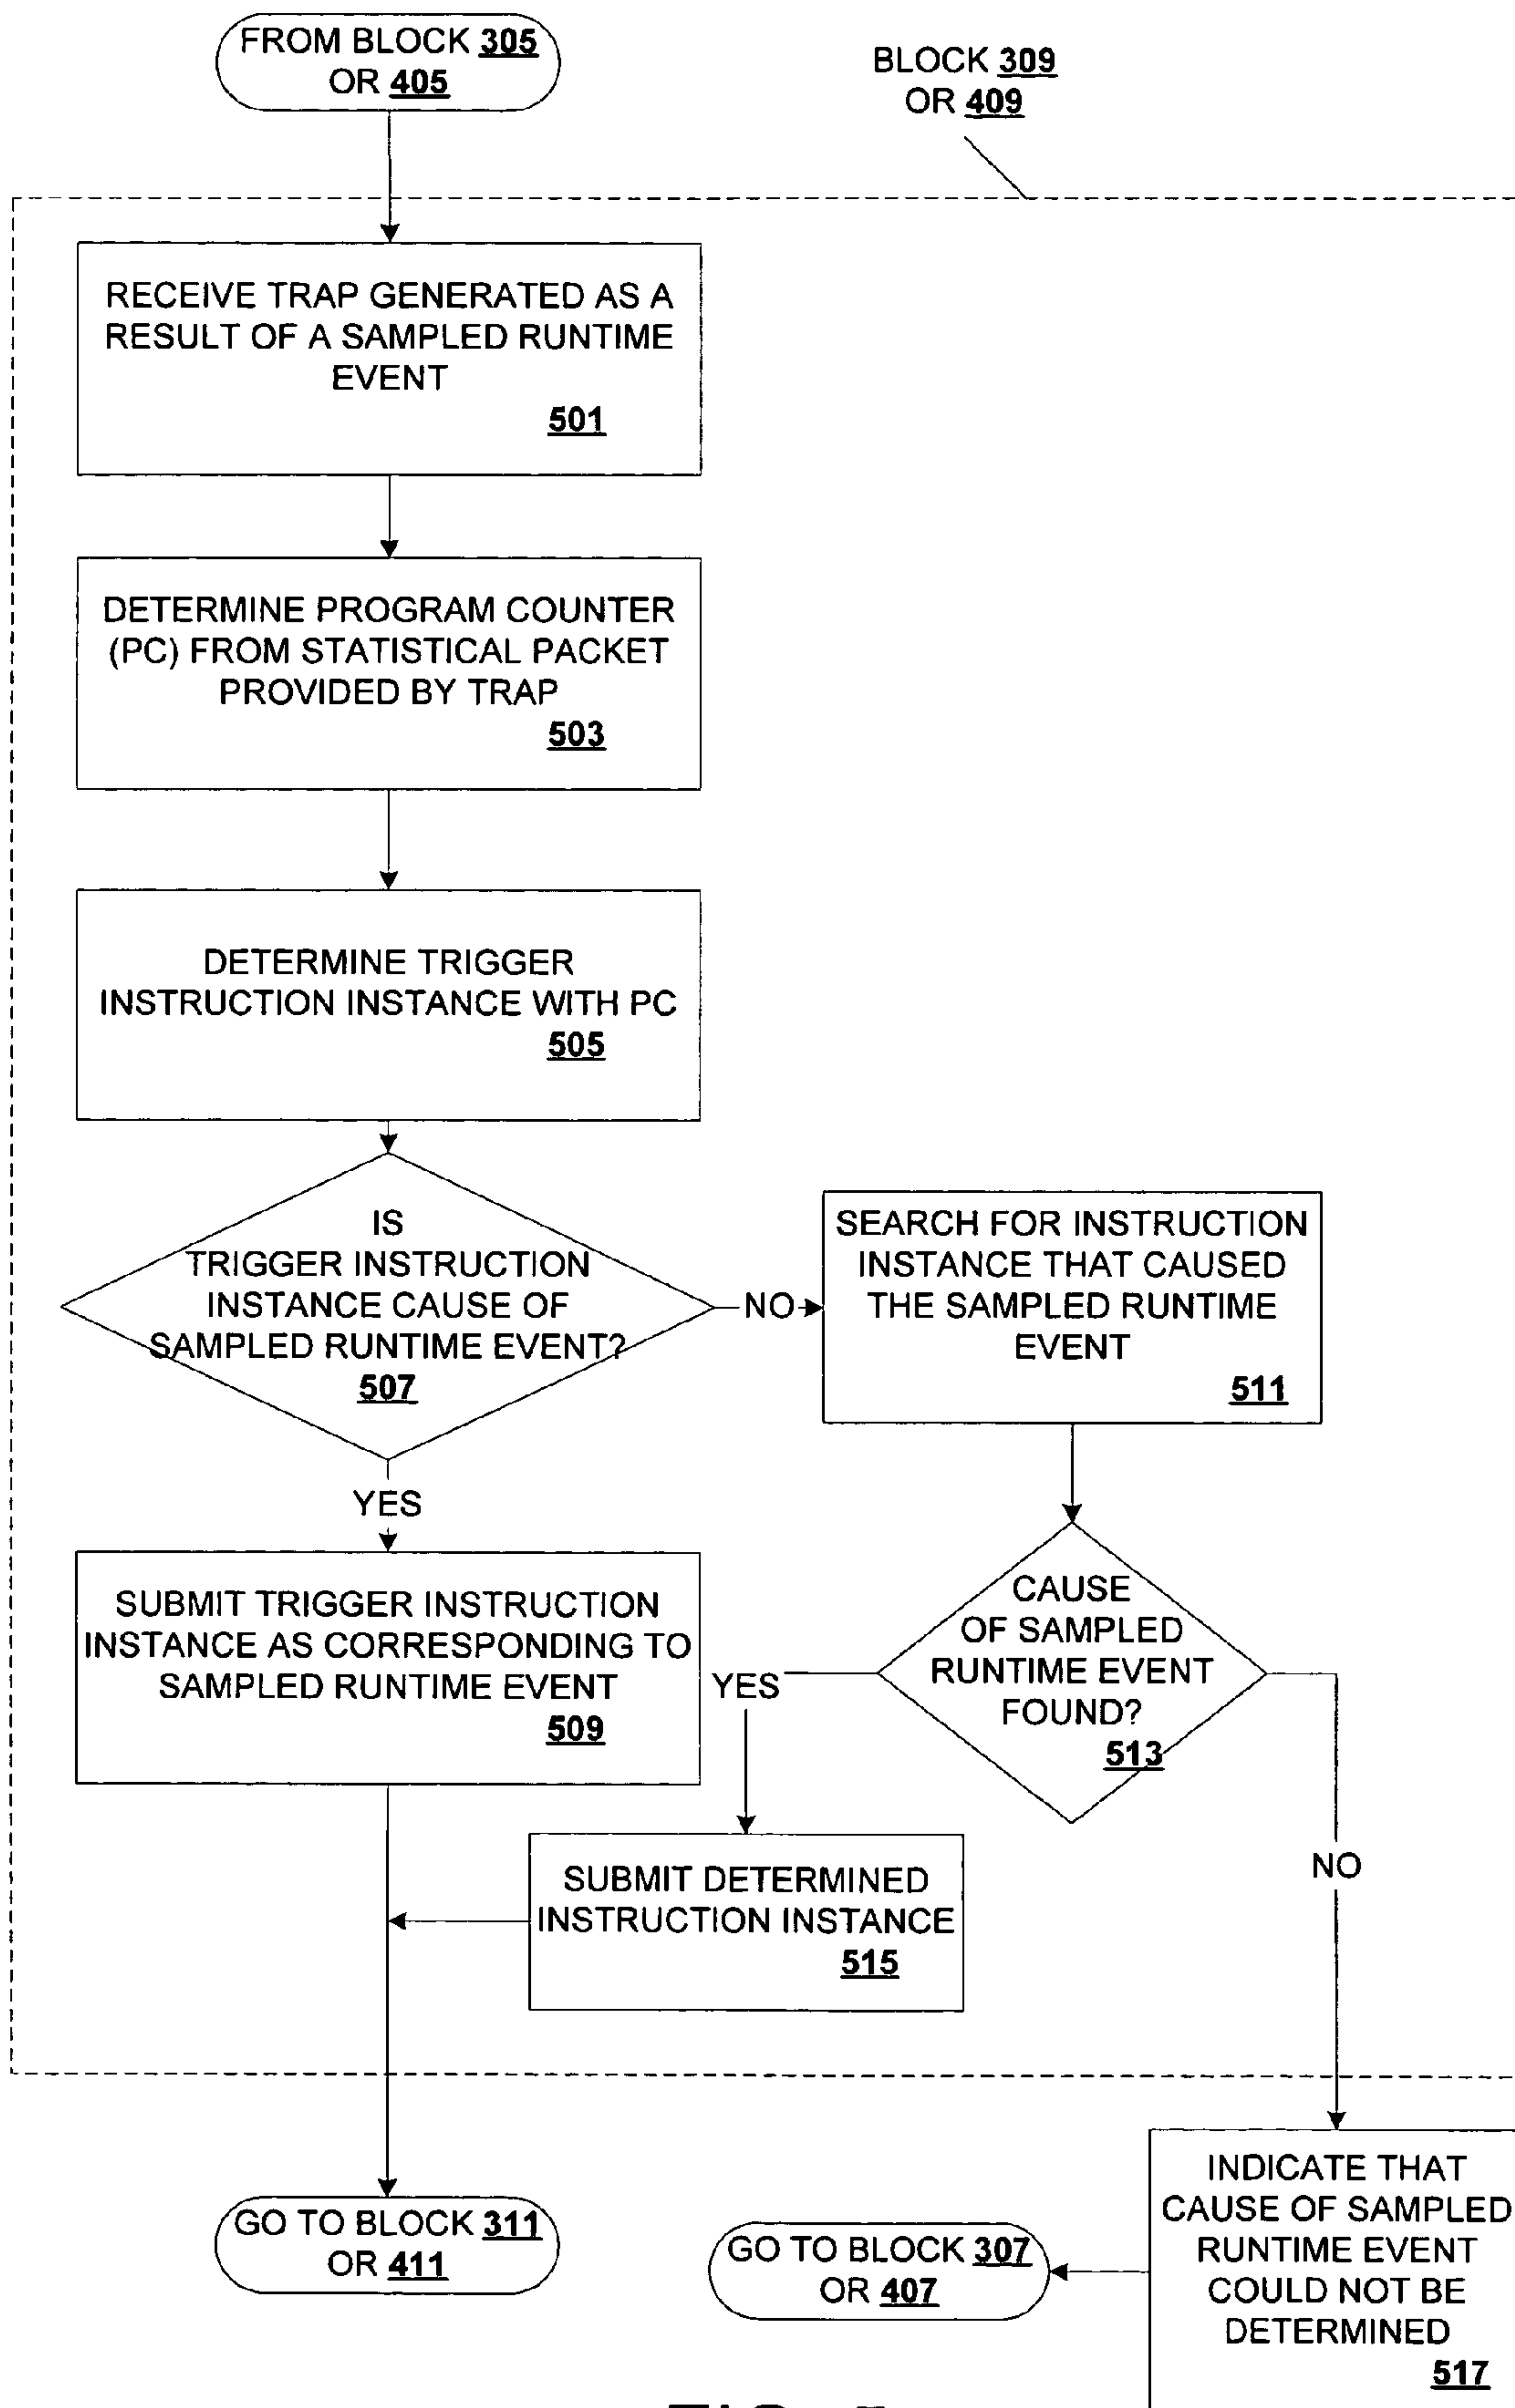 FROM BLOCK 305
OR 405
BLOCK 309
OR 409
RECEIVE TRAP GENERATED AS A
RESULT OF A SAMPLED RUNTIME
EVENT
501
DETERMINE PROGRAM COUNTER
(PC) FROM STATISTICAL PACKET
PROVIDED BY TRAP
503
DETERMINE TRIGGER
INSTRUCTION INSTANCE WITH PC
505
IS
TRIGGER INSTRUCTION
INSTANCE CAUSE OF
SAMPLED RUNTIME EVENT?
507
NO
SEARCH FOR INSTRUCTION
INSTANCE THAT CAUSED
THE SAMPLED RUNTIME
EVENT
511
YES
SUBMIT TRIGGER INSTRUCTION
INSTANCE AS CORRESPONDING TO
SAMPLED RUNTIME EVENT
509
CAUSE
OF SAMPLED
RUNTIME EVENT
FOUND?
513
YES
NO
SUBMIT DETERMINED
INSTRUCTION INSTANCE
515
GO TO BLOCK 311
OR 411
GO TO BLOCK 307
OR 407
INDICATE THAT
CAUSE OF SAMPLED
RUNTIME EVENT
COULD NOT BE
DETERMINED
517